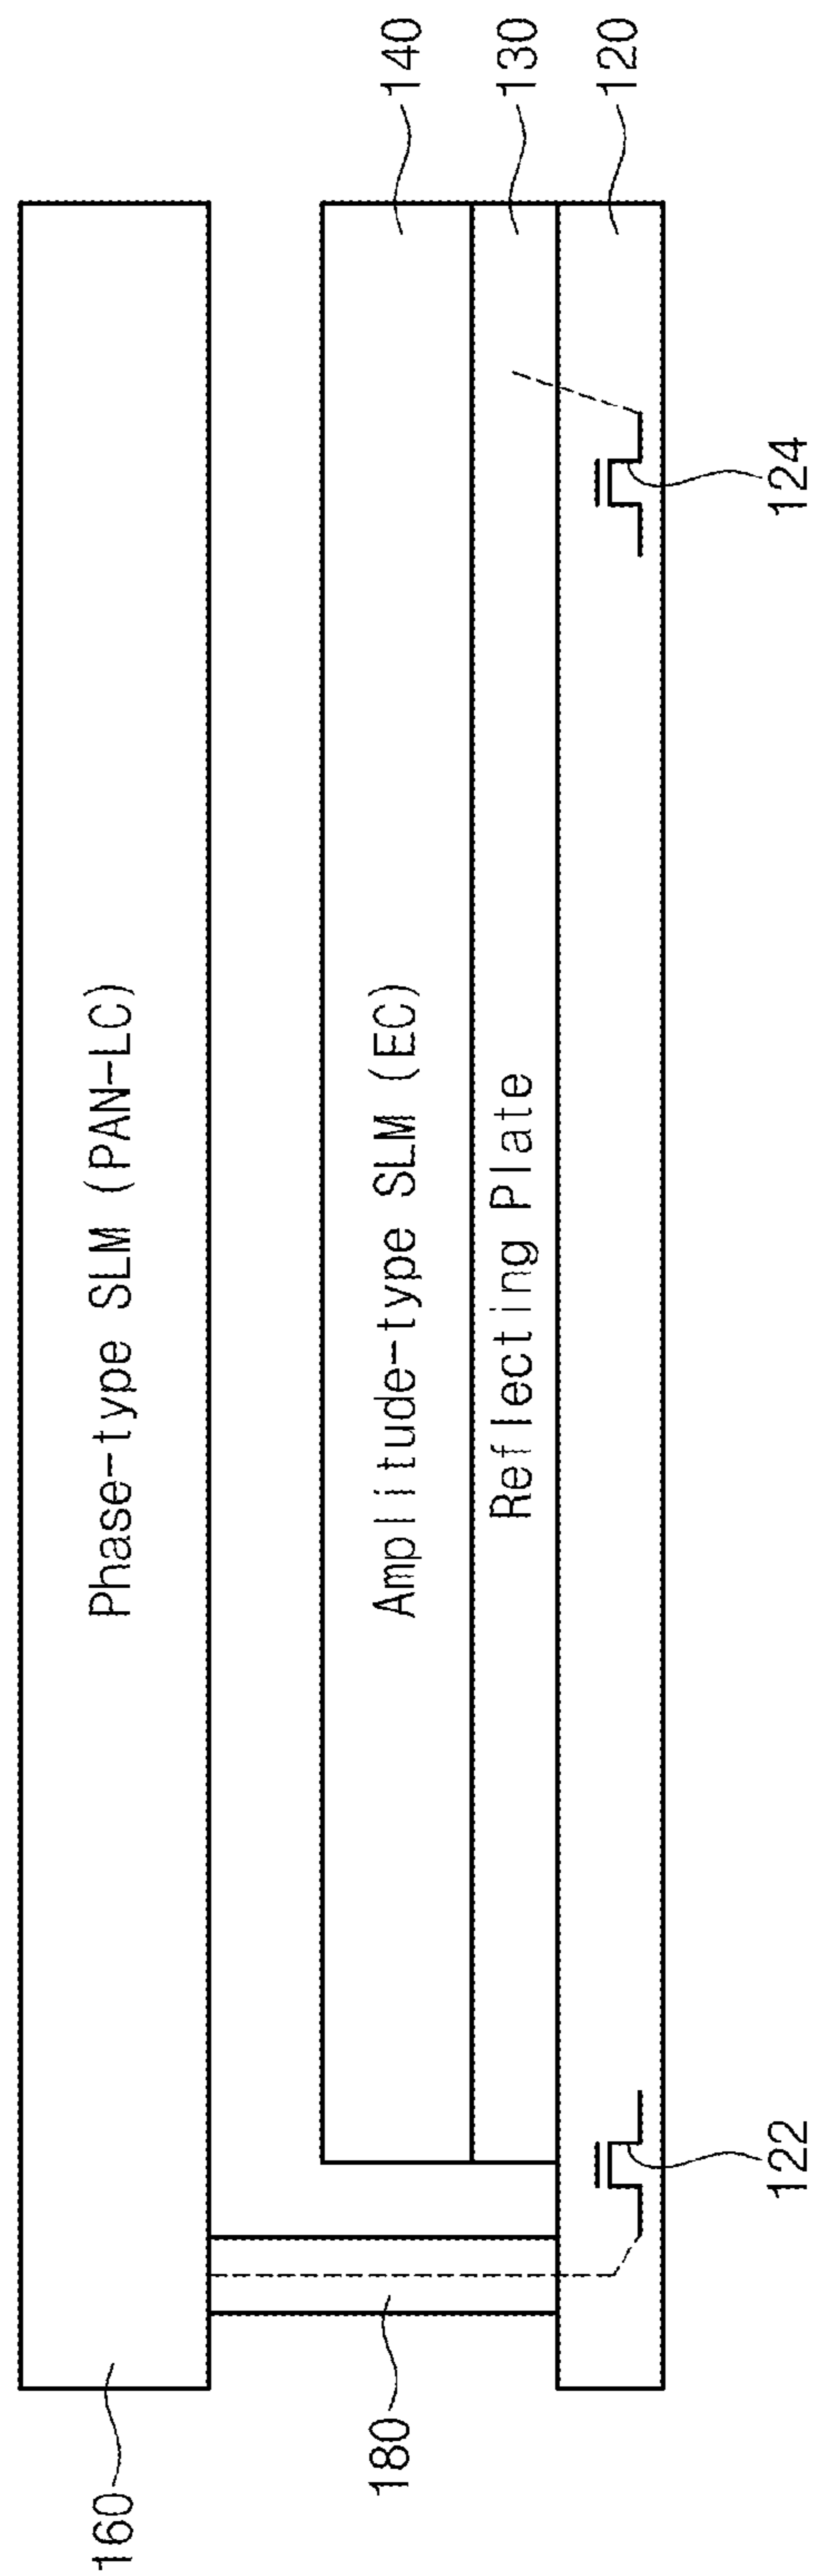 160
Phase-type SLM (PAN-LC)
180
Amplitude-type SLM (EC)
140
Reflecting Plate
130
120
122
124